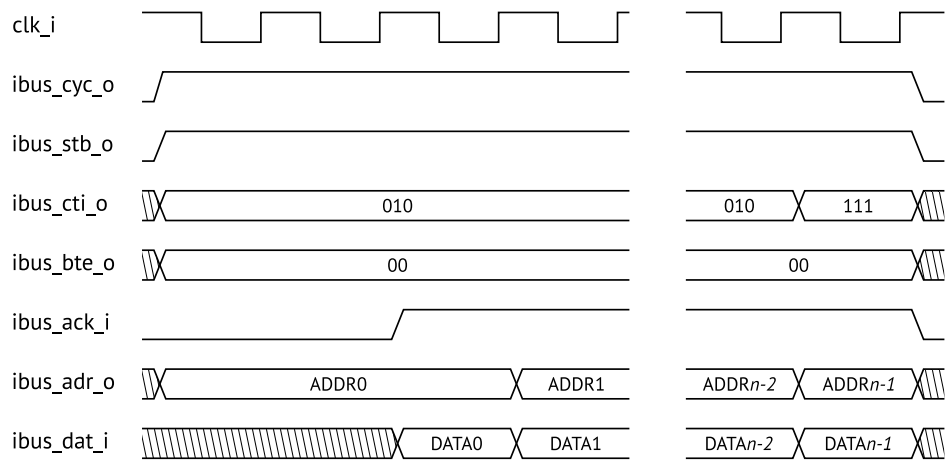 clk_i
ibus_cyc_o
ibus_stb_o
ibus_cti_o 010 010 111
ibus_bte_o 00 00
ibus_ack_i
ibus_adr_o ADDR0 ADDR1 ADDRn-2 ADDRn-1
ibus_dat_i DATA0 DATA1 DATAn-2 DATAn-1